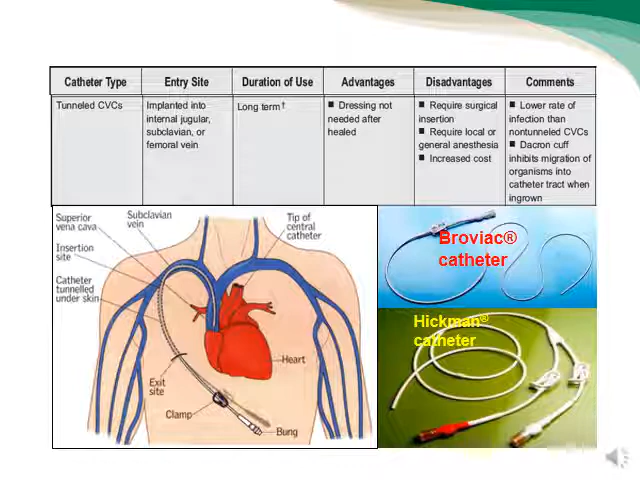 Catheter Type Entry Site Duration of Use Advantages Disadvantages Comments
Tunneled CVCs
Implanted into
internal jugular,
subclavian, or
femoral vein
Long term†
■ Dressing not
needed after
healed
■ Require surgical
insertion
■ Require local or
general anesthesia
■ Increased cost
■ Lower rate of
infection than
nontunneled CVCs
■ Dacron cuff
inhibits migration of
organisms into
catheter tract when
ingrown
Superior
vena cava
Subclavian
vein
Tip of
central
catheter
Insertion
site
Catheter
tunnelled
under skin
Heart
Exit
site
Clamp
Bung
Broviac®
catheter
Hickman®
catheter